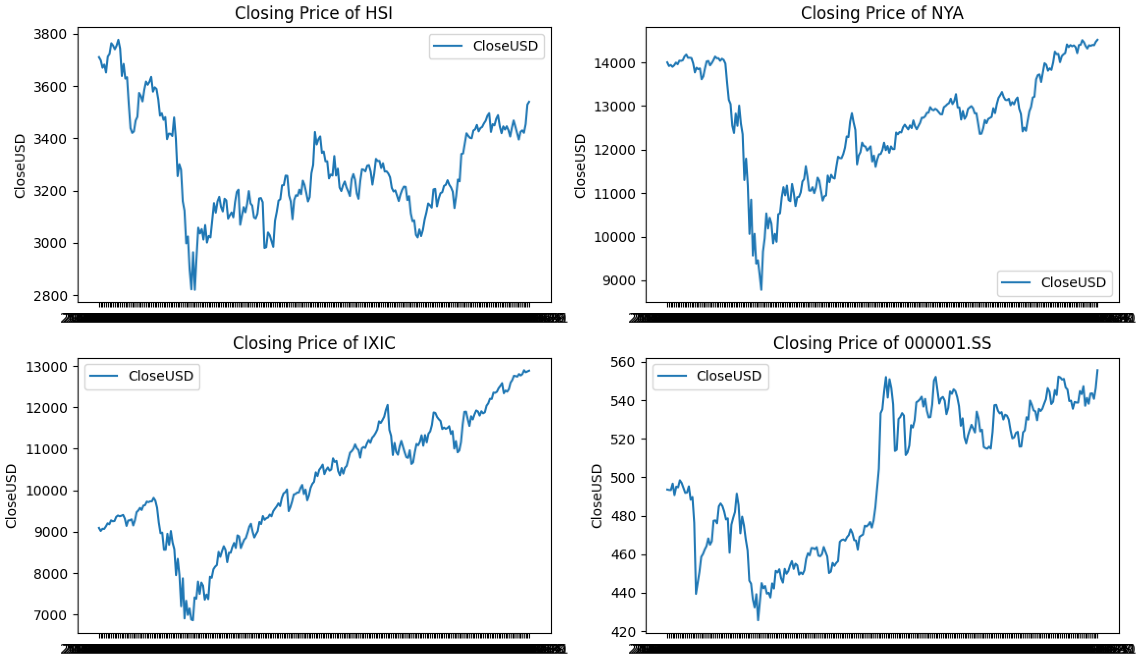 Closing Price of HSI
CloseUSD
3800
3600
3400
3200
3000
2800
CloseUSD
Closing Price of NYA
14000
13000
12000
11000
10000
9000
CloseUSD
CloseUSD
Closing Price of IXIC
CloseUSD
13000
12000
11000
10000
9000
8000
7000
CloseUSD
Closing Price of 000001.SS
CloseUSD
560
540
520
500
480
460
440
420
CloseUSD